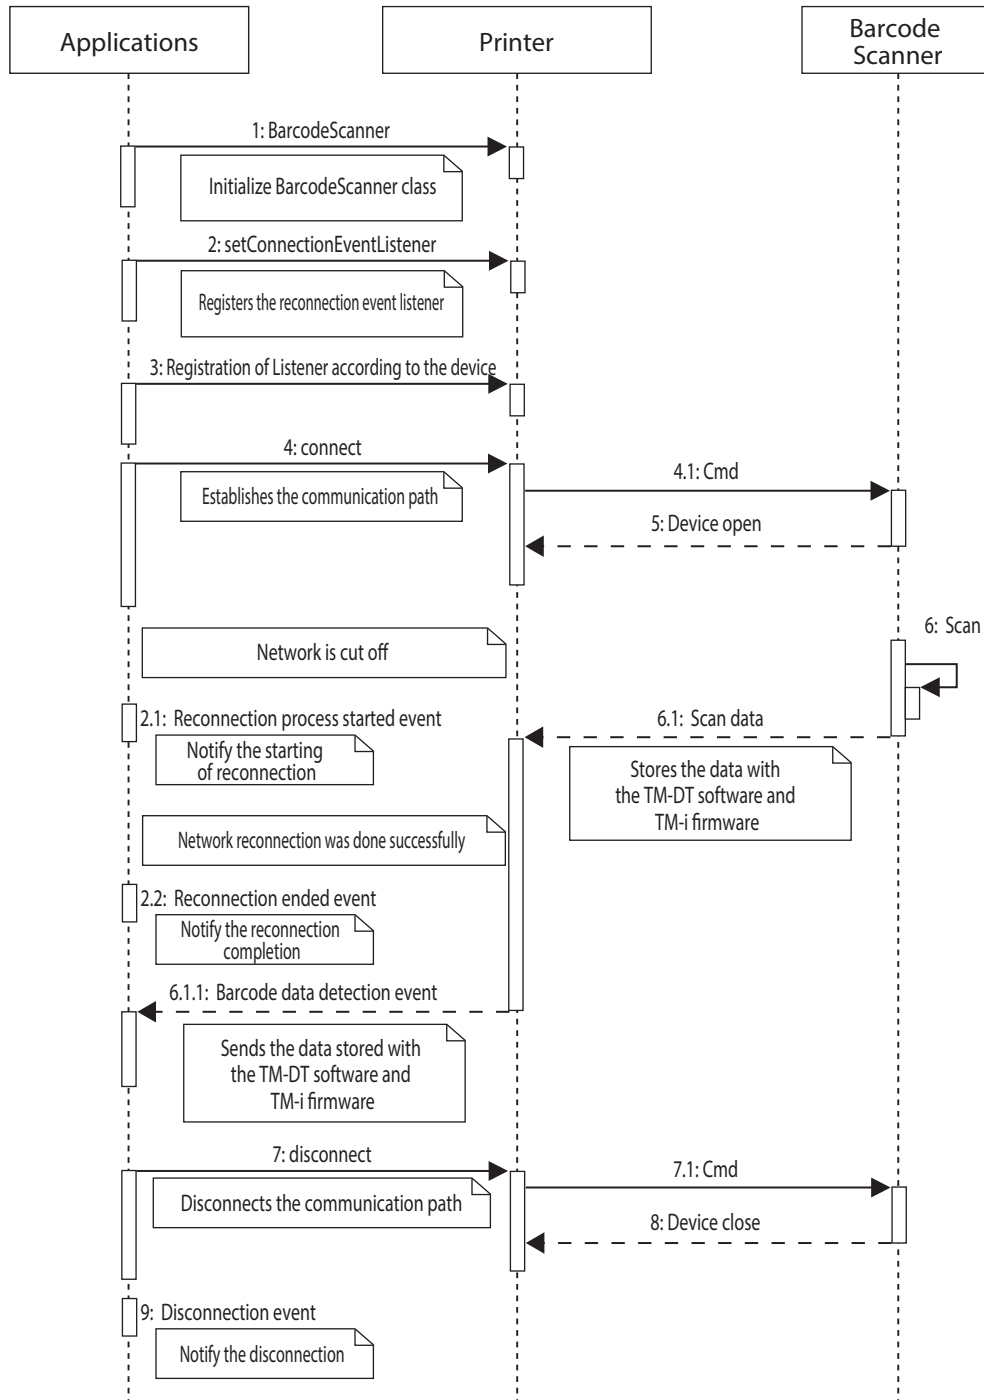 Applications
Printer
Barcode
Scanner
1: BarcodeScanner
Initialize BarcodeScanner class
2: setConnectionEventListener
Registers the reconnection event listener
3: Registration of Listener according to the device
4: connect
Establishes the communication path
4.1: Cmd
5: Device open
6: Scan
Network is cut off
2.1: Reconnection process started event
6.1: Scan data
Notify the starting
of reconnection
Stores the data with
the TM-DT software and
TM-i firmware
Network reconnection was done successfully
2.2: Reconnection ended event
Notify the reconnection
completion
6.1.1: Barcode data detection event
Sends the data stored with
the TM-DT software and
TM-i firmware
7: disconnect
7.1: Cmd
Disconnects the communication path
8: Device close
9: Disconnection event
Notify the disconnection